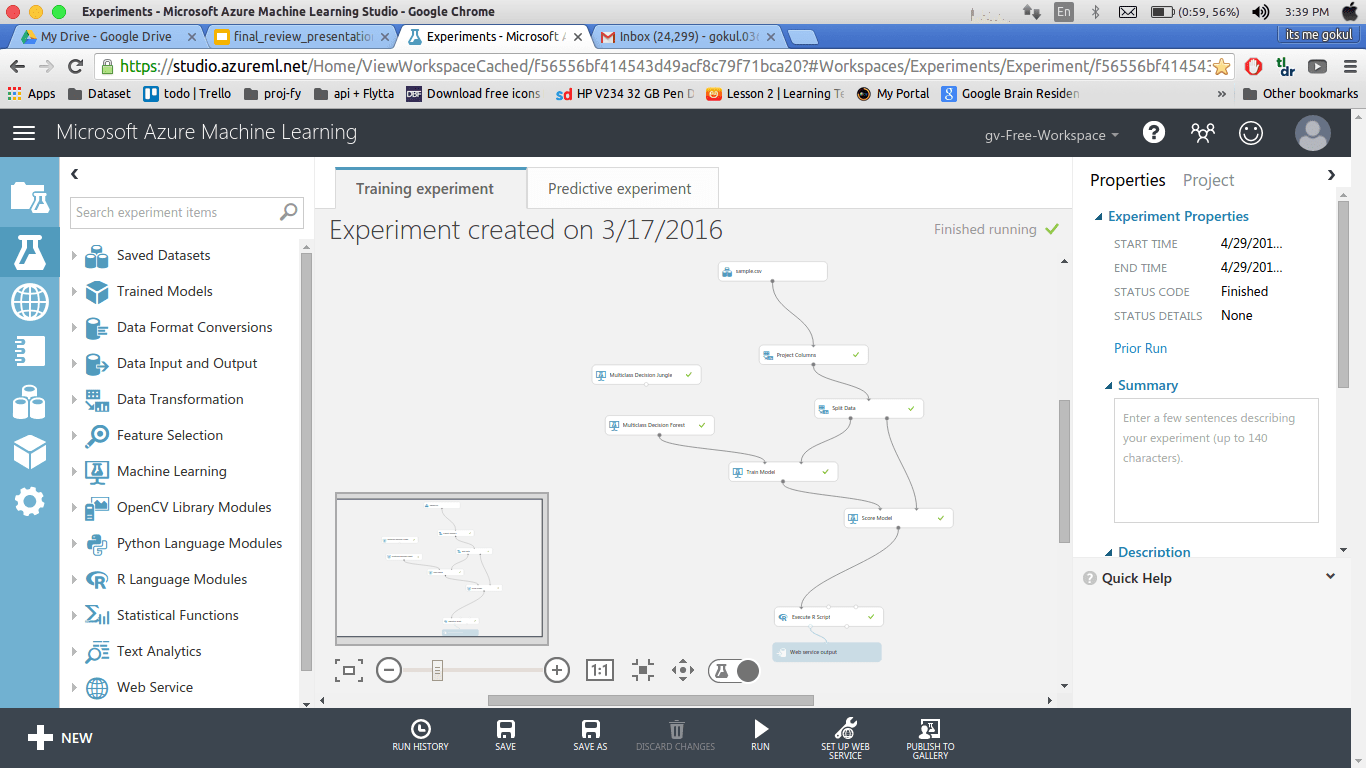 Experiments - Microsoft Azure Machine Learning Studio - Google Chrome
En
(0:59, 56%)
3:39 PM
My Drive - Google Drive
final_review_presentation
Experiments - Microsoft A
Inbox (24,299) - gokul.03
its me gokul
https://studio.azureml.net/Home/ViewWorkspaceCached/f56556bf414543d49acf8c79f71bca20?#Workspaces/Experiments/Experiment/f56556bf414543
tl;dr
Apps
Dataset
todo | Trello
proj-fy
api + Flytta
DBF
Download free icons
HP V234 32 GB Pen D
Lesson 2 | Learning Te
My Portal
Google Brain Residen
»
Other bookmarks
Microsoft Azure Machine Learning
gv-Free-Workspace
Search experiment items
Saved Datasets
Trained Models
Data Format Conversions
Data Input and Output
Data Transformation
Feature Selection
Machine Learning
OpenCV Library Modules
Python Language Modules
R Language Modules
Statistical Functions
Text Analytics
Web Service
Training experiment
Predictive experiment
Experiment created on 3/17/2016
Finished running
sample.csv
Project Columns
Multiclass Decision Jungle
Split Data
Multiclass Decision Forest
Train Model
Score Model
Execute R Script
Web service output
1:1
Properties
Project
Experiment Properties
START TIME 4/29/201...
END TIME 4/29/201...
STATUS CODE Finished
STATUS DETAILS None
Prior Run
Summary
Enter a few sentences describing
your experiment (up to 140
characters).
Description
Quick Help
NEW
RUN HISTORY
SAVE
SAVE AS
DISCARD CHANGES
RUN
SET UP WEB
SERVICE
PUBLISH TO
GALLERY